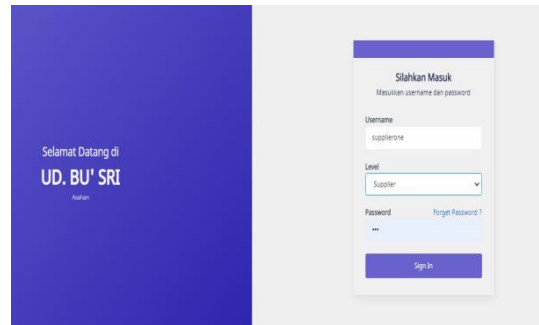 Selamat Datang di
UD. BU' SRI
Asahan
Silahkan Masuk
Masukkan username dan password
Username
supplierone
Level
Supplier
Password Forget Password ?
•••
Sign In